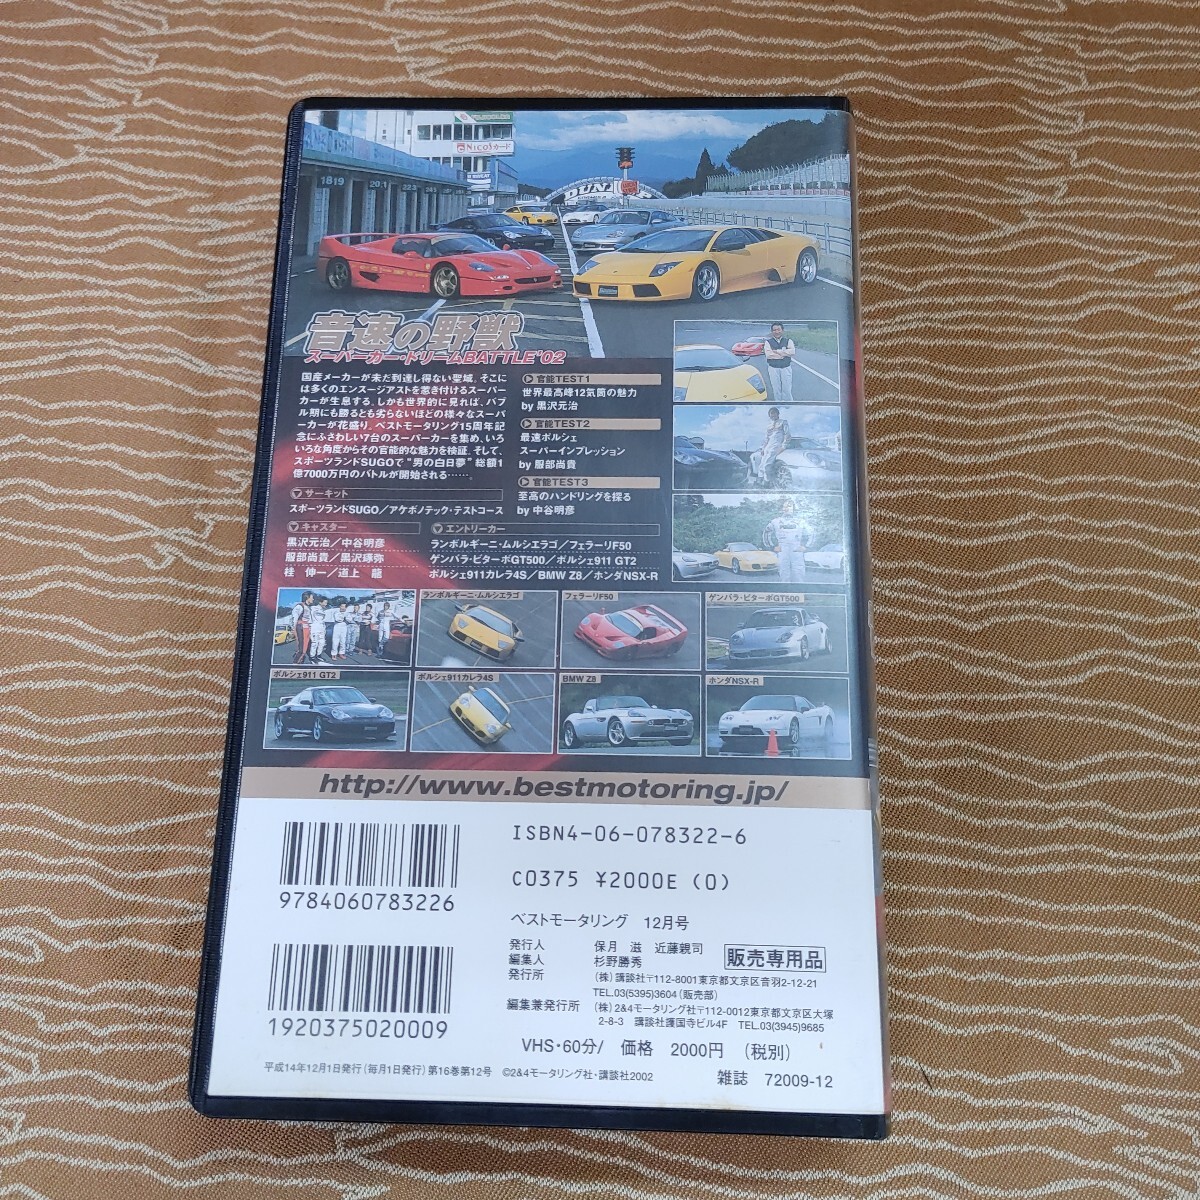 NICOSカード
DUNL
1819
音速の野獣
スーパーカー・ドリームBATTLE'02
国産メーカーが未だ到達し得ない聖域。そこに
は多くのエンスージアストを惹き付けるスーパー
カーが生息する。しかも世界的に見れば、バブ
ル期にも勝るとも劣らないほどの様々なスーパ
ーカーが花盛り。ベストモータリング15周年記
念にふさわしい7台のスーパーカーを集め、いろ
いろな角度からその官能的な魅力を検証。そして、
スポーツランドSUGOで“男の白日夢”総額1
億7000万円のバトルが開始される……。
サーキット
スポーツランドSUGO／アケボノテック・テストコース
キャスター
黒沢元治／中谷明彦
服部尚貴／黒沢琢弥
桂 伸一／道上 龍
官能TEST1
世界最高峰12気筒の魅力
by 黒沢元治
官能TEST2
最速ポルシェ
スーパーインプレッション
by 服部尚貴
官能TEST3
至高のハンドリングを探る
by 中谷明彦
エントリーカー
ランボルギーニ・ムルシエラゴ／フェラーリF50
ゲンバラ・ビターボGT500／ポルシェ911 GT2
ポルシェ911カレラ4S／BMW Z8／ホンダNSX-R
ランボルギーニ・ムルシエラゴ
フェラーリF50
ゲンバラ・ビターボGT500
ポルシェ911 GT2
ポルシェ911カレラ4S
BMW Z8
ホンダNSX-R
http://www.bestmotoring.jp/
9784060783226
1920375020009
ISBN4-06-078322-6
C0375 ¥2000E (0)
ベストモータリング 12月号
発行人 保月 滋 近藤親司
編集人 杉野勝秀
販売専用品
発行所 (株)講談社〒112-8001東京都文京区音羽2-12-21
TEL.03(5395)3604(販売部)
編集兼発行所 (株)2&4モータリング社〒112-0012東京都文京区大塚
2-8-3 講談社護国寺ビル4F TEL.03(3945)9685
VHS・60分/ 価格 2000円 (税別)
平成14年12月1日発行(毎月1日発行)第16巻第12号 ©2&4モータリング社・講談社2002
雑誌 72009-12